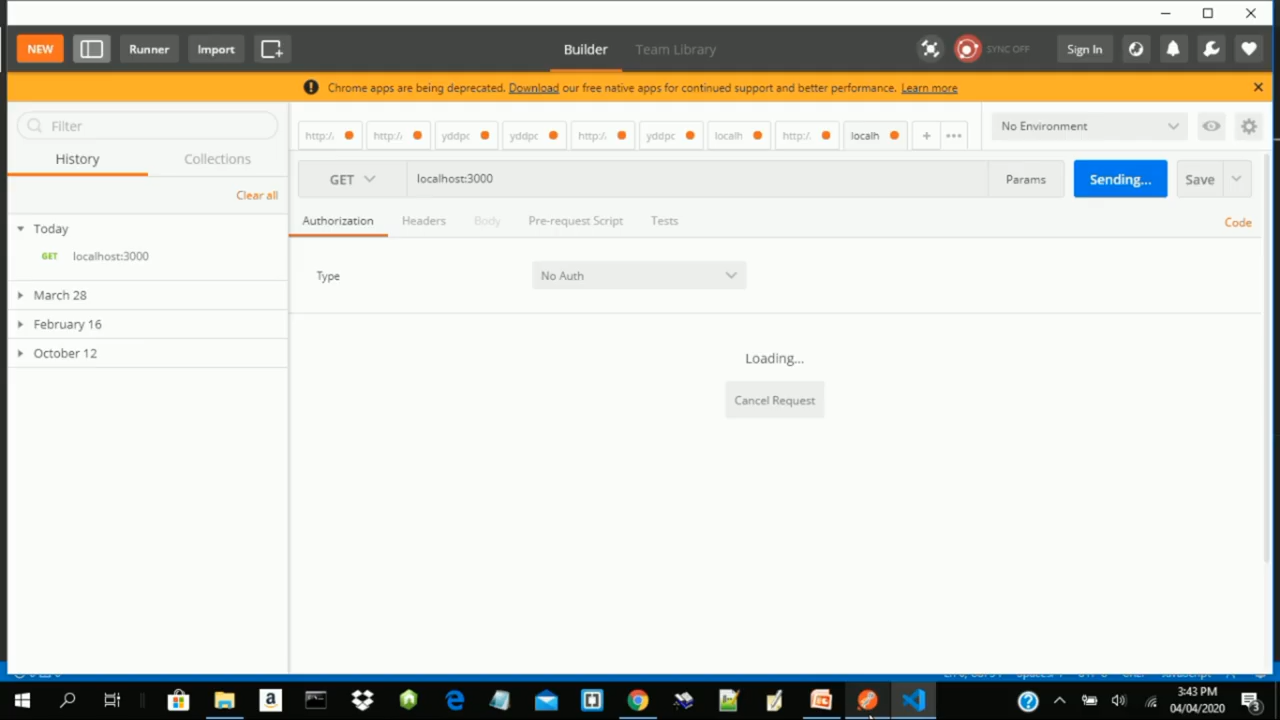 NEW
Runner
Import
Builder
Team Library
SYNC OFF
Sign In
Chrome apps are being deprecated. Download our free native apps for continued support and better performance. Learn more
Filter
History
Collections
Clear all
Today
GET localhost:3000
March 28
February 16
October 12
http:/
http:/
yddpc
yddpc
http:/
yddpc
localh
http:/
localh
No Environment
GET
localhost:3000
Params
Sending...
Save
Authorization
Headers
Body
Pre-request Script
Tests
Code
Type
No Auth
Loading...
Cancel Request
3:43 PM
04/04/2020
3